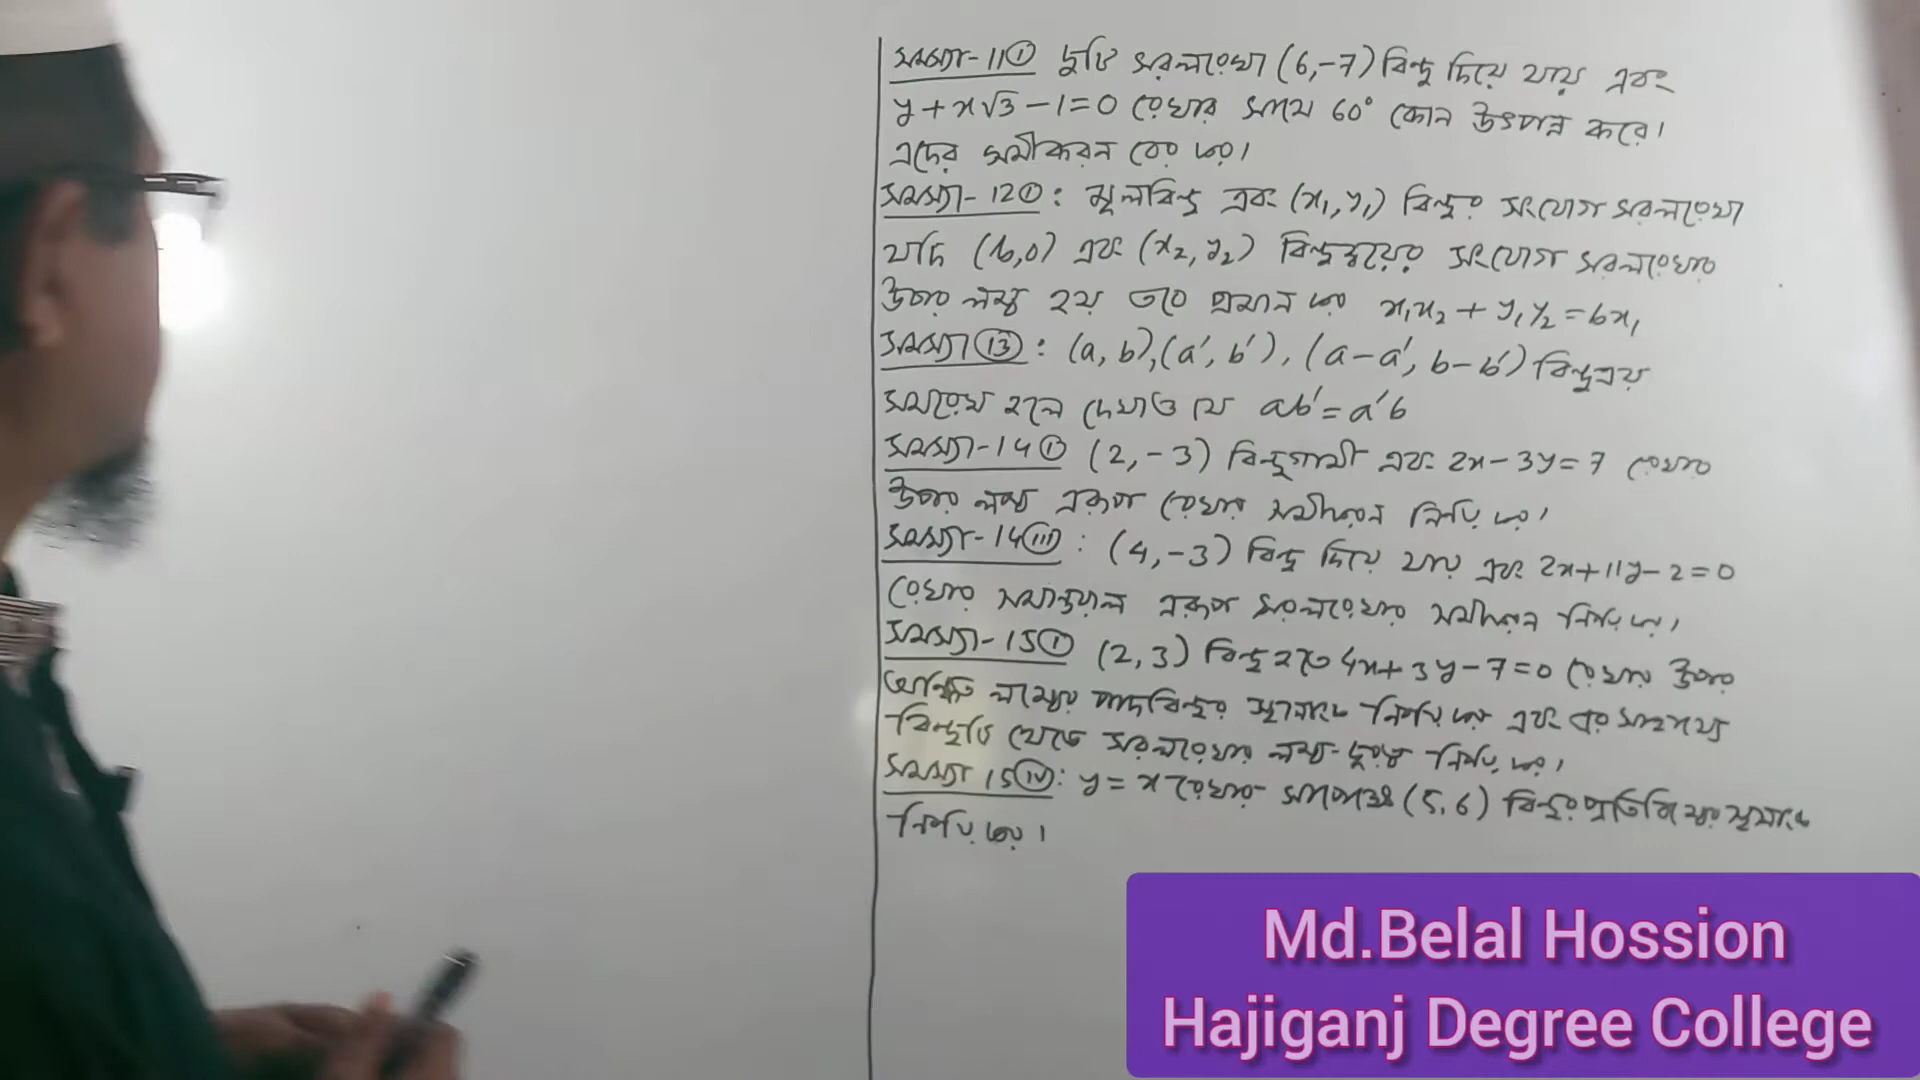 সমস্যা-11(i) দুটি সরলরেখা (6,-7) বিন্দু দিয়ে যায় এবং
y+x√3-1=0 রেখার সাথে 60° কোন উৎপন্ন করে।
এদের সমীকরন বের কর।
সমস্যা-12(i): মূলবিন্দু এবং (x₁,y₁) বিন্দুর সংযোগ সরলরেখা
যদি (b,0) এবং (x₂,y₂) বিন্দুদ্বয়ের সংযোগ সরলরেখার
উপর লম্ব হয় তবে প্রমান কর x₁x₂+y₁y₂=bx₁
সমস্যা(13): (a,b),(a′,b′),(a-a′,b-b′) বিন্দুত্রয়
সমরেখ হলে দেখাও যে ab′=a′b
সমস্যা-14(i) (2,-3) বিন্দুগামী এবং 2x-3y=7 রেখার
উপর লম্ব এরূপ রেখার সমীকরন নির্ণয় কর।
সমস্যা-14(iii): (4,-3) বিন্দু দিয়ে যায় এবং 2x+11y-2=0
রেখার সমান্তরাল এরূপ সরলরেখার সমীকরন নির্ণয় কর।
সমস্যা-15(i) (2,3) বিন্দু হতে 4x+3y-7=0 রেখার উপর
অঙ্কিত লম্বের পাদবিন্দুর স্থানাংক নির্ণয় কর এবং এর সাহায্যে
বিন্দুটি থেকে সরলরেখার লম্ব-দূরত্ব নির্ণয় কর।
সমস্যা 15(iv): y=x রেখার সাপেক্ষে (5,6) বিন্দুর প্রতিবিম্বের স্থানাংক
নির্ণয় কর।
Md.Belal Hossion
Hajiganj Degree College